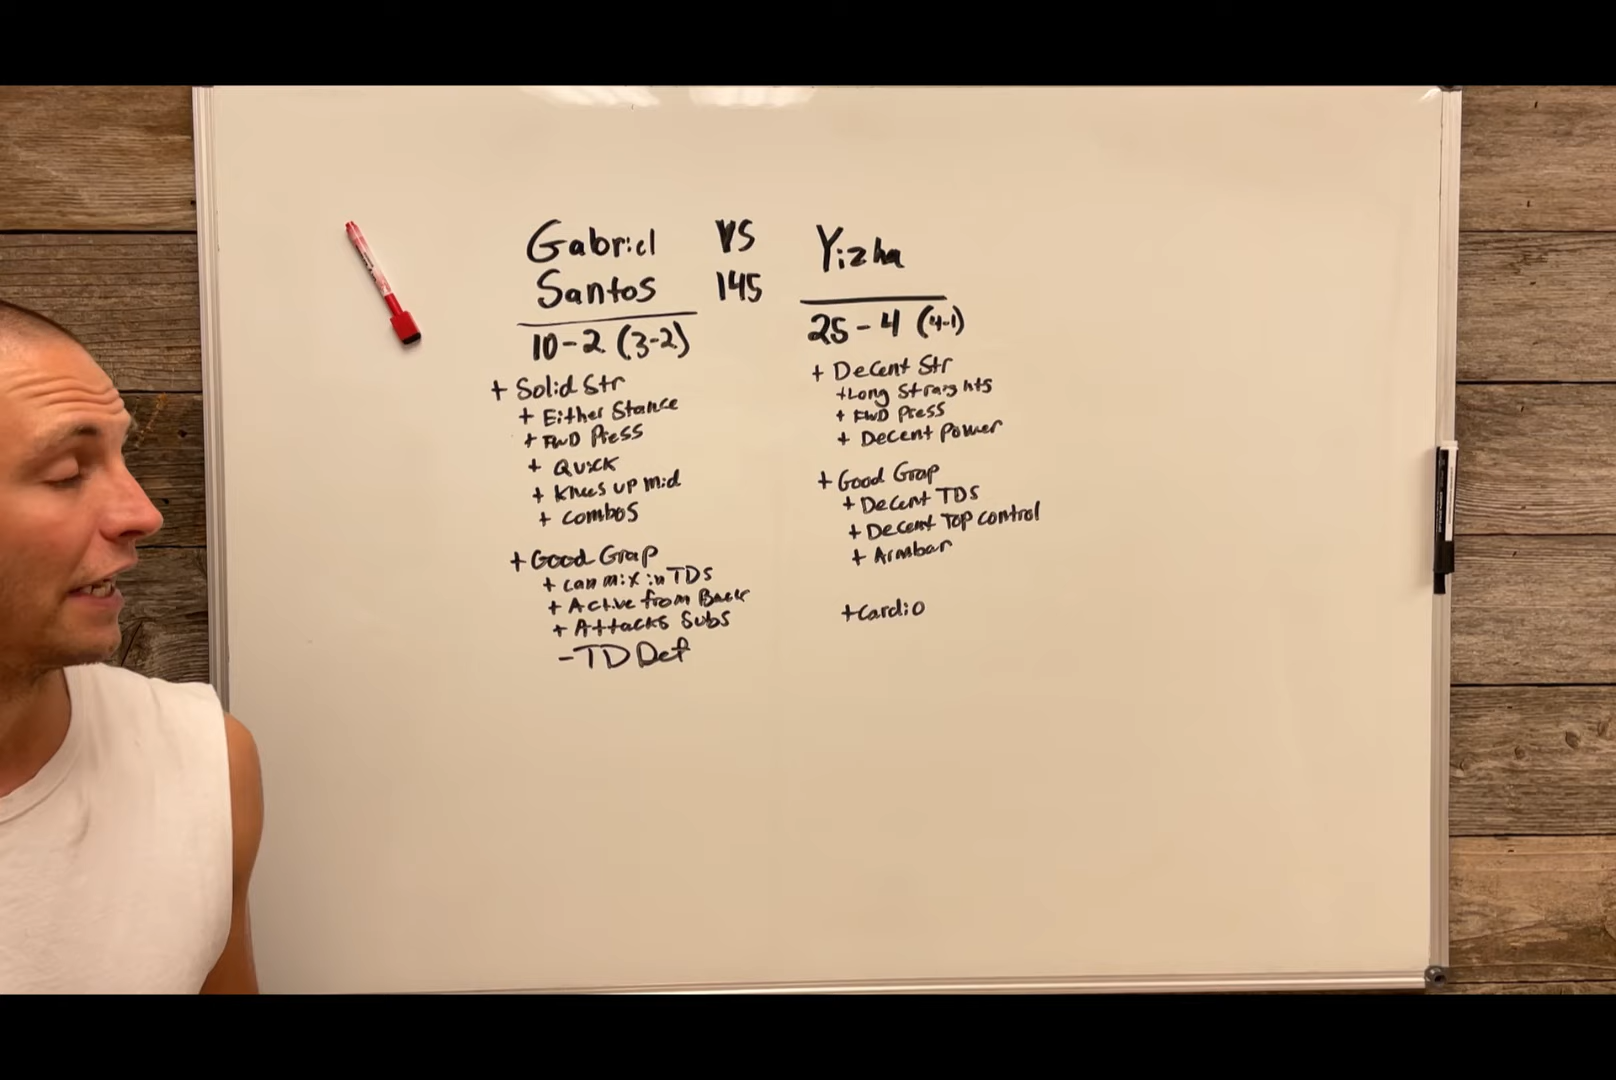 Gabriel VS Yizha
Santos 145
10-2 (3-2)
+ Solid Str
+ Either Stance
+ FWD Press
+ Quick
+ Knees up mid
+ combos
+ Good Grap
+ can mix in TDS
+ Active from Back
+ Attacks Subs
- TD Def
25-4 (4-1)
+ Decent Str
+ Long Straights
+ FWD Press
+ Decent Power
+ Good Grap
+ Decent TDS
+ Decent Top control
+ Armbar
+ Cardio